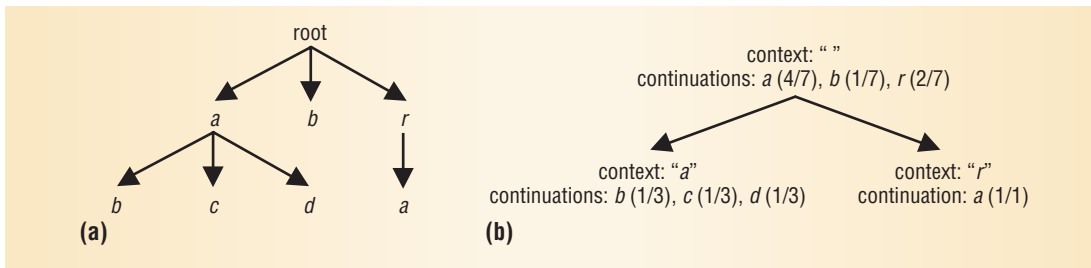 root
a b r
b c d a
(a)
context: “ ”
continuations: a (4/7), b (1/7), r (2/7)
context: “a”
continuations: b (1/3), c (1/3), d (1/3)
context: “r”
continuation: a (1/1)
(b)